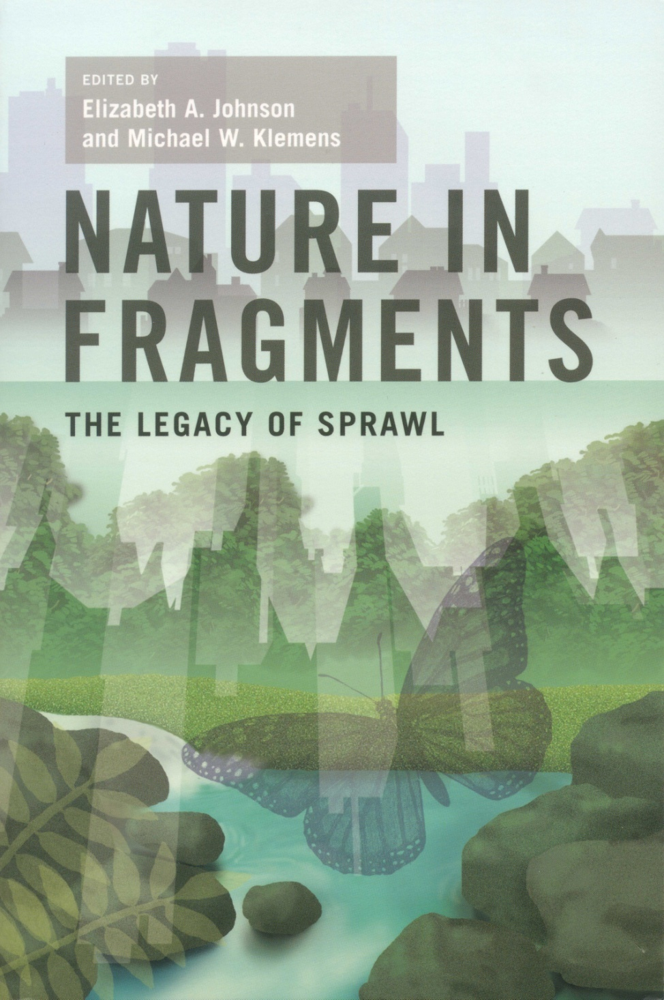 EDITED BY
Elizabeth A. Johnson
and Michael W. Klemens
NATURE IN
FRAGMENTS
THE LEGACY OF SPRAWL